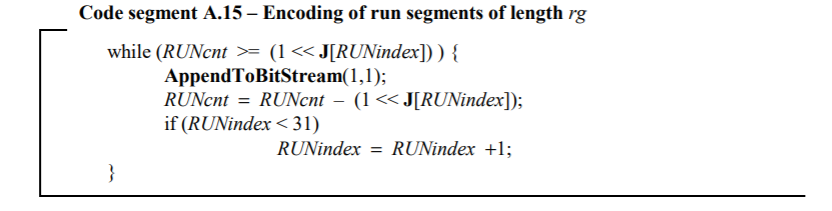 Code segment A.15 – Encoding of run segments of length rg
while (RUNcnt >= (1 << J[RUNindex]) ) {
AppendToBitStream(1,1);
RUNcnt = RUNcnt – (1 << J[RUNindex]);
if (RUNindex < 31)
RUNindex = RUNindex +1;
}